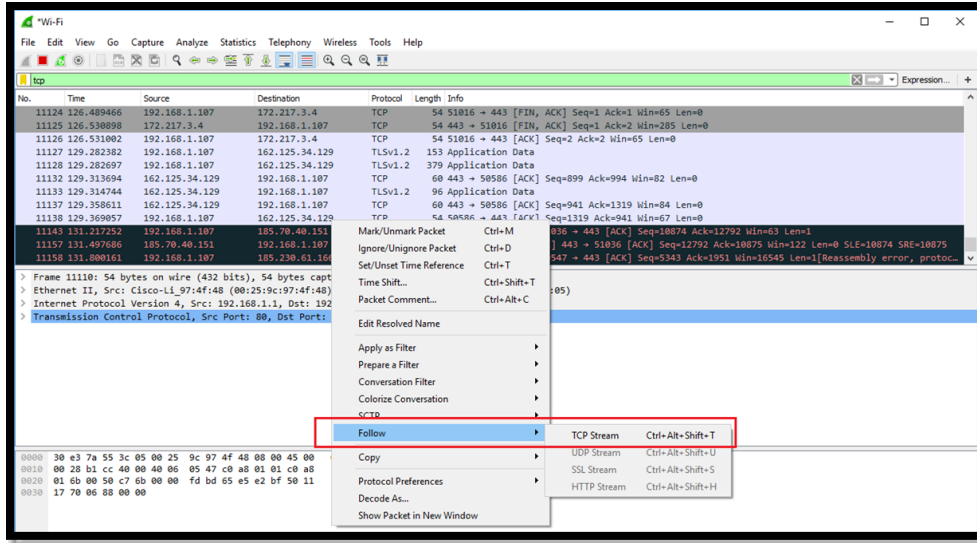 *Wi-Fi
File Edit View Go Capture Analyze Statistics Telephony Wireless Tools Help
tcp Expression... +
No. Time Source Destination Protocol Length Info
11124 126.489466 192.168.1.107 172.217.3.4 TCP 54 51016 → 443 [FIN, ACK] Seq=1 Ack=1 Win=65 Len=0
11125 126.530898 172.217.3.4 192.168.1.107 TCP 54 443 → 51016 [FIN, ACK] Seq=1 Ack=2 Win=285 Len=0
11126 126.531002 192.168.1.107 172.217.3.4 TCP 54 51016 → 443 [ACK] Seq=2 Ack=2 Win=65 Len=0
11127 129.282382 192.168.1.107 162.125.34.129 TLSv1.2 153 Application Data
11128 129.282697 192.168.1.107 162.125.34.129 TLSv1.2 379 Application Data
11132 129.313694 162.125.34.129 192.168.1.107 TCP 60 443 → 50586 [ACK] Seq=899 Ack=994 Win=82 Len=0
11133 129.314744 162.125.34.129 192.168.1.107 TLSv1.2 96 Application Data
11137 129.358611 162.125.34.129 192.168.1.107 TCP 60 443 → 50586 [ACK] Seq=941 Ack=1319 Win=84 Len=0
11138 129.369057 192.168.1.107 162.125.34.129 TCP 54 50586 → 443 [ACK] Seq=1319 Ack=941 Win=67 Len=0
11143 131.217252 192.168.1.107 185.70.40.151 036 → 443 [ACK] Seq=10874 Ack=12792 Win=63 Len=1
11157 131.497686 185.70.40.151 192.168.1.107 ] 443 → 51036 [ACK] Seq=12792 Ack=10875 Win=122 Len=0 SLE=10874 SRE=10875
11158 131.800161 192.168.1.107 185.230.61.166 547 → 443 [ACK] Seq=5343 Ack=1951 Win=16545 Len=1[Reassembly error, protoc…
Frame 11110: 54 bytes on wire (432 bits), 54 bytes capt
Ethernet II, Src: Cisco-Li_97:4f:48 (00:25:9c:97:4f:48) :05)
Internet Protocol Version 4, Src: 192.168.1.1, Dst: 192
Transmission Control Protocol, Src Port: 80, Dst Port:
Mark/Unmark Packet Ctrl+M
Ignore/Unignore Packet Ctrl+D
Set/Unset Time Reference Ctrl+T
Time Shift... Ctrl+Shift+T
Packet Comment... Ctrl+Alt+C
Edit Resolved Name
Apply as Filter
Prepare a Filter
Conversation Filter
Colorize Conversation
SCTP
Follow
TCP Stream Ctrl+Alt+Shift+T
UDP Stream Ctrl+Alt+Shift+U
SSL Stream Ctrl+Alt+Shift+S
HTTP Stream Ctrl+Alt+Shift+H
Copy
Protocol Preferences
Decode As...
Show Packet in New Window
0000 30 e3 7a 55 3c 05 00 25 9c 97 4f 48 08 00 45 00
0010 00 28 b1 cc 40 00 40 06 05 47 c0 a8 01 01 c0 a8
0020 01 6b 00 50 c7 6b 00 00 fd bd 65 e5 e2 bf 50 11
0030 17 70 06 88 00 00